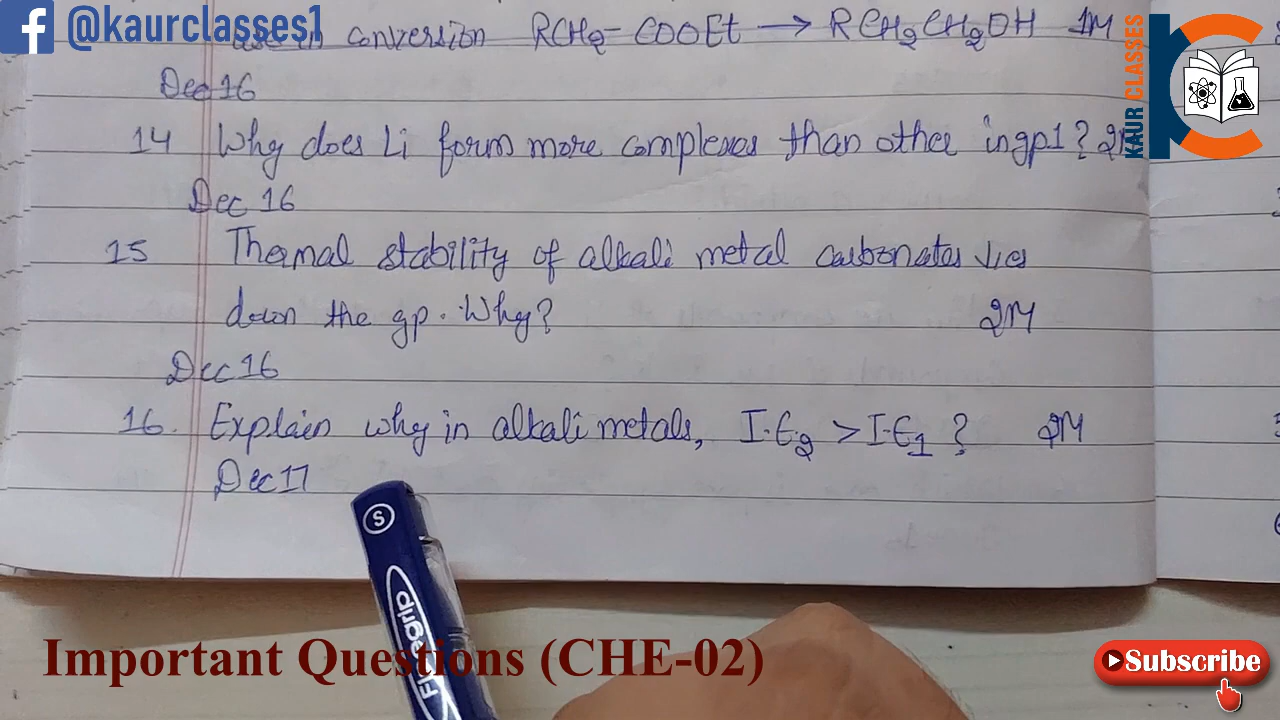 @kaurclasses1
conversion RCH2-COOEt → RCH2CH2OH 1M
Dec 16
14 Why does Li form more complexes than other in gp1? 2M
Dec 16
15 Thermal stability of alkali metal carbonates ↓es
down the gp. Why? 2M
Dec 16
16. Explain why in alkali metals, I.E2 > I.E1 ? 2M
Dec 17
KAUR CLASSES
S
Important Questions (CHE-02)
Subscribe